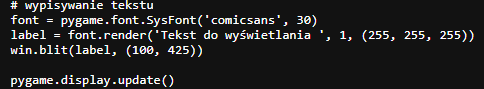 # wypisywanie tekstu
font = pygame.font.SysFont('comicsans', 30)
label = font.render('Tekst do wyświetlania ', 1, (255, 255, 255))
win.blit(label, (100, 425))
pygame.display.update()